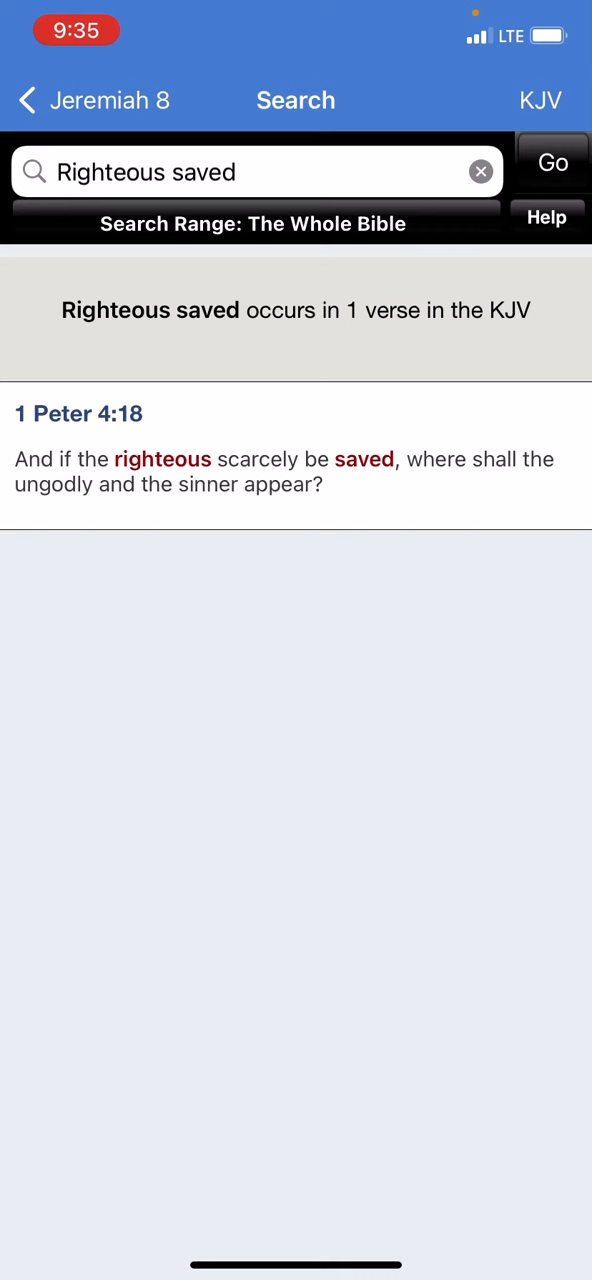 9:35
LTE
Jeremiah 8
Search
KJV
Righteous saved
Go
Search Range: The Whole Bible
Help
Righteous saved occurs in 1 verse in the KJV
1 Peter 4:18
And if the righteous scarcely be saved, where shall the
ungodly and the sinner appear?